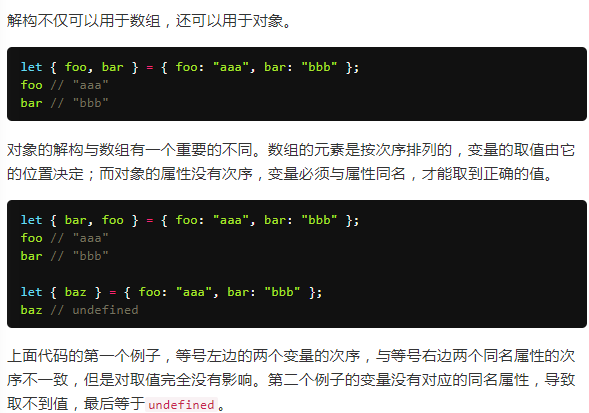 解构不仅可以用于数组，还可以用于对象。
let { foo, bar } = { foo: "aaa", bar: "bbb" };
foo // "aaa"
bar // "bbb"
对象的解构与数组有一个重要的不同。数组的元素是按次序排列的，变量的取值由它
的位置决定；而对象的属性没有次序，变量必须与属性同名，才能取到正确的值。
let { bar, foo } = { foo: "aaa", bar: "bbb" };
foo // "aaa"
bar // "bbb"
let { baz } = { foo: "aaa", bar: "bbb" };
baz // undefined
上面代码的第一个例子，等号左边的两个变量的次序，与等号右边两个同名属性的次
序不一致，但是对取值完全没有影响。第二个例子的变量没有对应的同名属性，导致
取不到值，最后等于undefined。